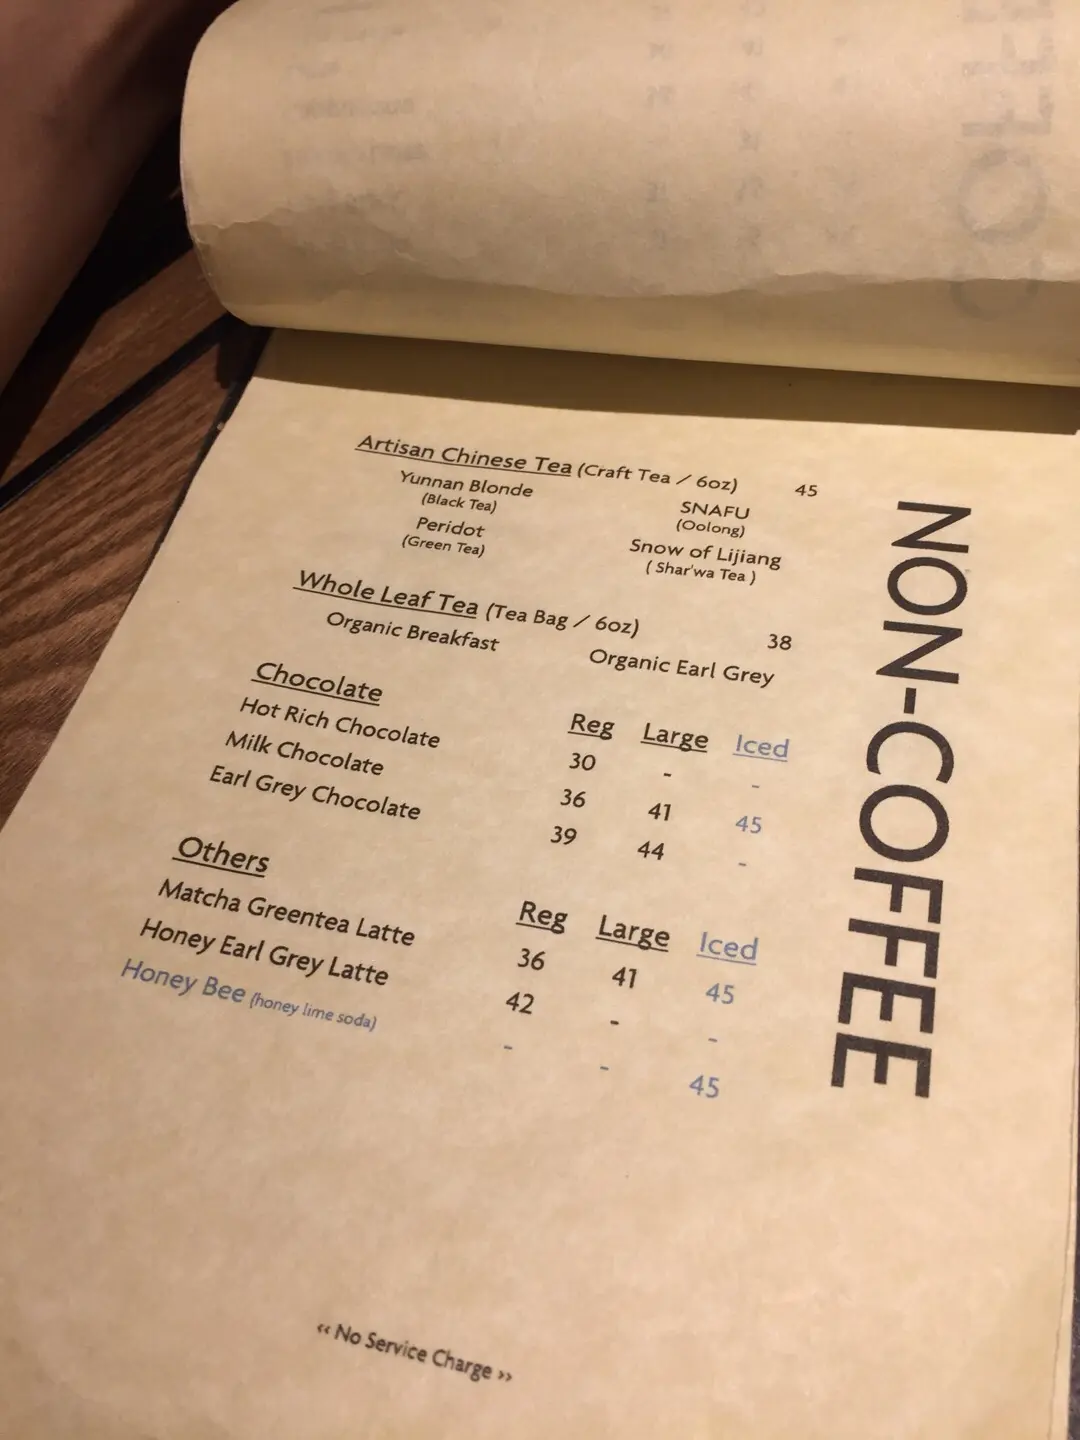 Artisan Chinese Tea (Craft Tea / 6oz) 45
Yunnan Blonde SNAFU
(Black Tea) (Oolong)
Peridot Snow of Lijiang
(Green Tea) ( Shar'wa Tea )
Whole Leaf Tea (Tea Bag / 6oz) 38
Organic Breakfast Organic Earl Grey
Chocolate Reg Large Iced
Hot Rich Chocolate 30 - -
Milk Chocolate 36 41 45
Earl Grey Chocolate 39 44 -
Others Reg Large Iced
Matcha Greentea Latte 36 41 45
Honey Earl Grey Latte 42 - -
Honey Bee (honey lime soda) - - 45
‹‹ No Service Charge ››
NON-COFFEE